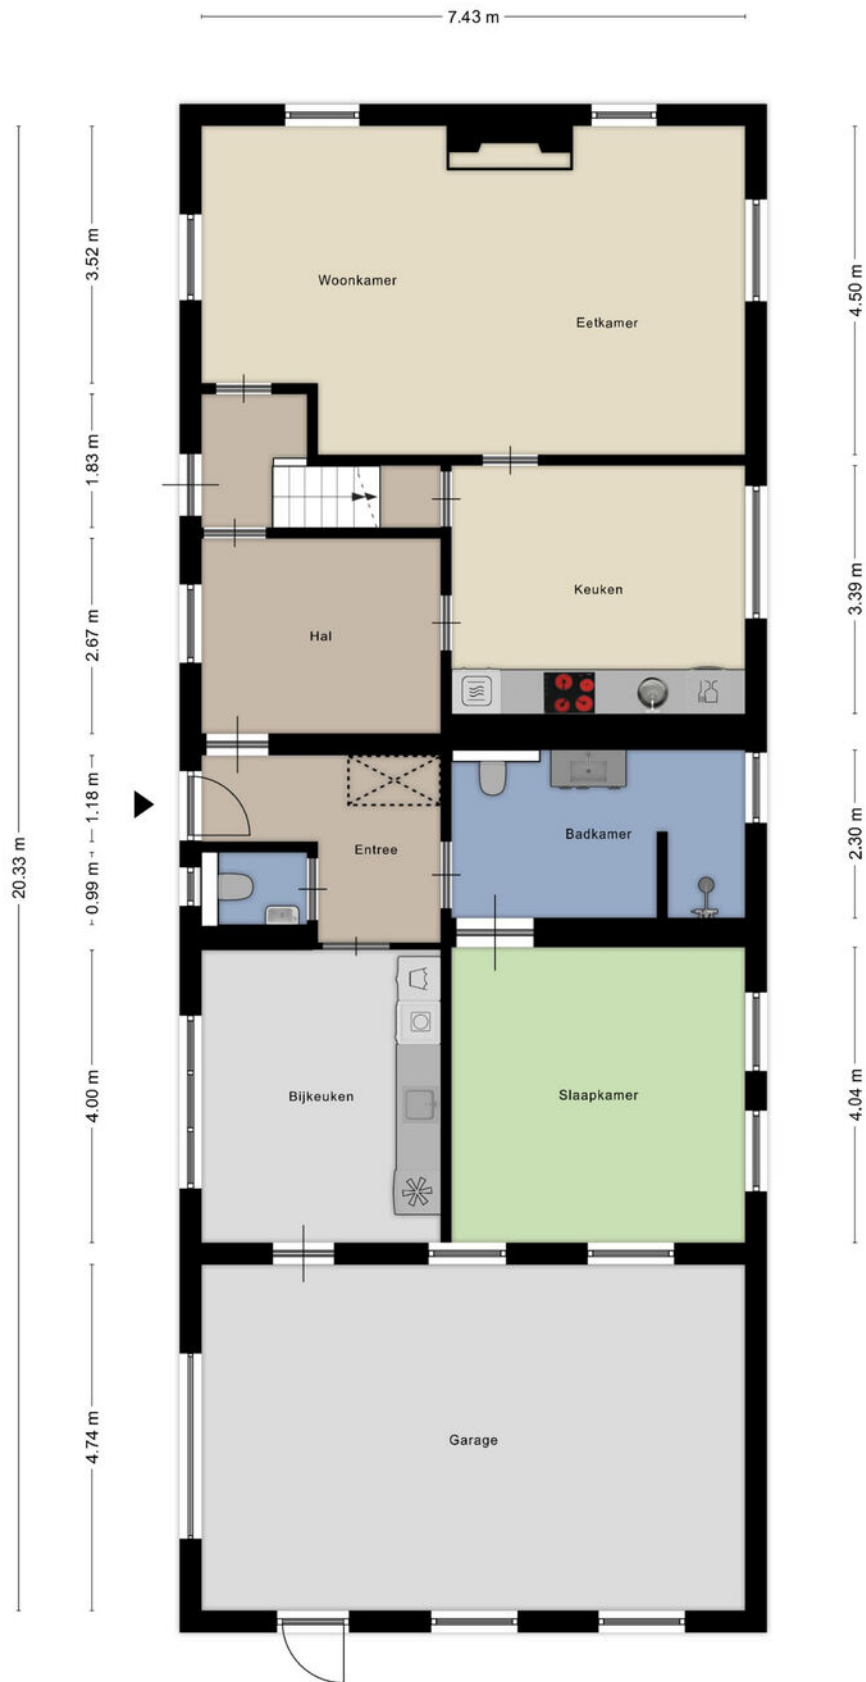 7.43 m
3.52 m
4.50 m
Woonkamer
Eetkamer
1.83 m
3.39 m
Keuken
2.67 m
Hal
1.18 m
2.30 m
20.33 m
Entree
Badkamer
0.99 m
4.00 m
4.04 m
Bijkeuken
Slaapkamer
4.74 m
Garage